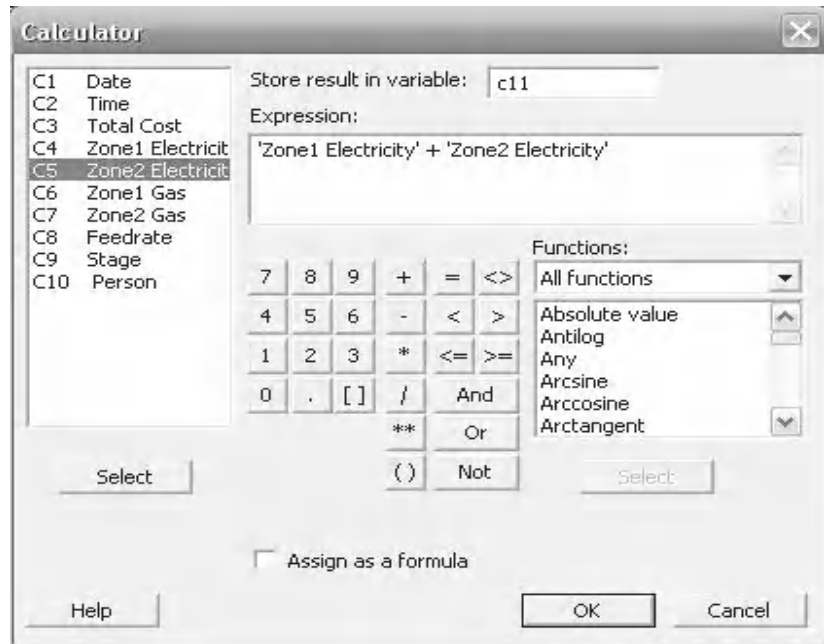 Calculator
C1 Date
C2 Time
C3 Total Cost
C4 Zone1 Electricit
C5 Zone2 Electricit
C6 Zone1 Gas
C7 Zone2 Gas
C8 Feedrate
C9 Stage
C10 Person
Select
Store result in variable: c11
Expression:
'Zone1 Electricity' + 'Zone2 Electricity'
7 8 9 + = <>
4 5 6 - < >
1 2 3 * <= >=
0 . [ ] / And
** Or
( ) Not
Functions:
All functions
Absolute value
Antilog
Any
Arcsine
Arccosine
Arctangent
Select
Assign as a formula
Help
OK
Cancel